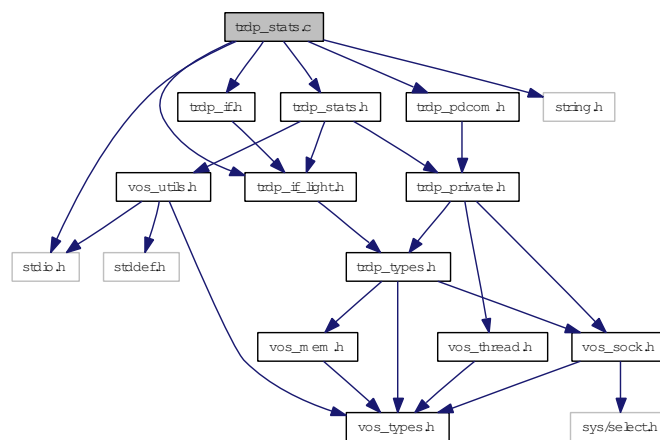 trdp_stats.c
trdp_if.h
trdp_stats.h
trdp_pdcom.h
string.h
vos_utils.h
trdp_if_light.h
trdp_private.h
stdio.h
stddef.h
trdp_types.h
vos_mem.h
vos_thread.h
vos_sock.h
vos_types.h
sys/select.h